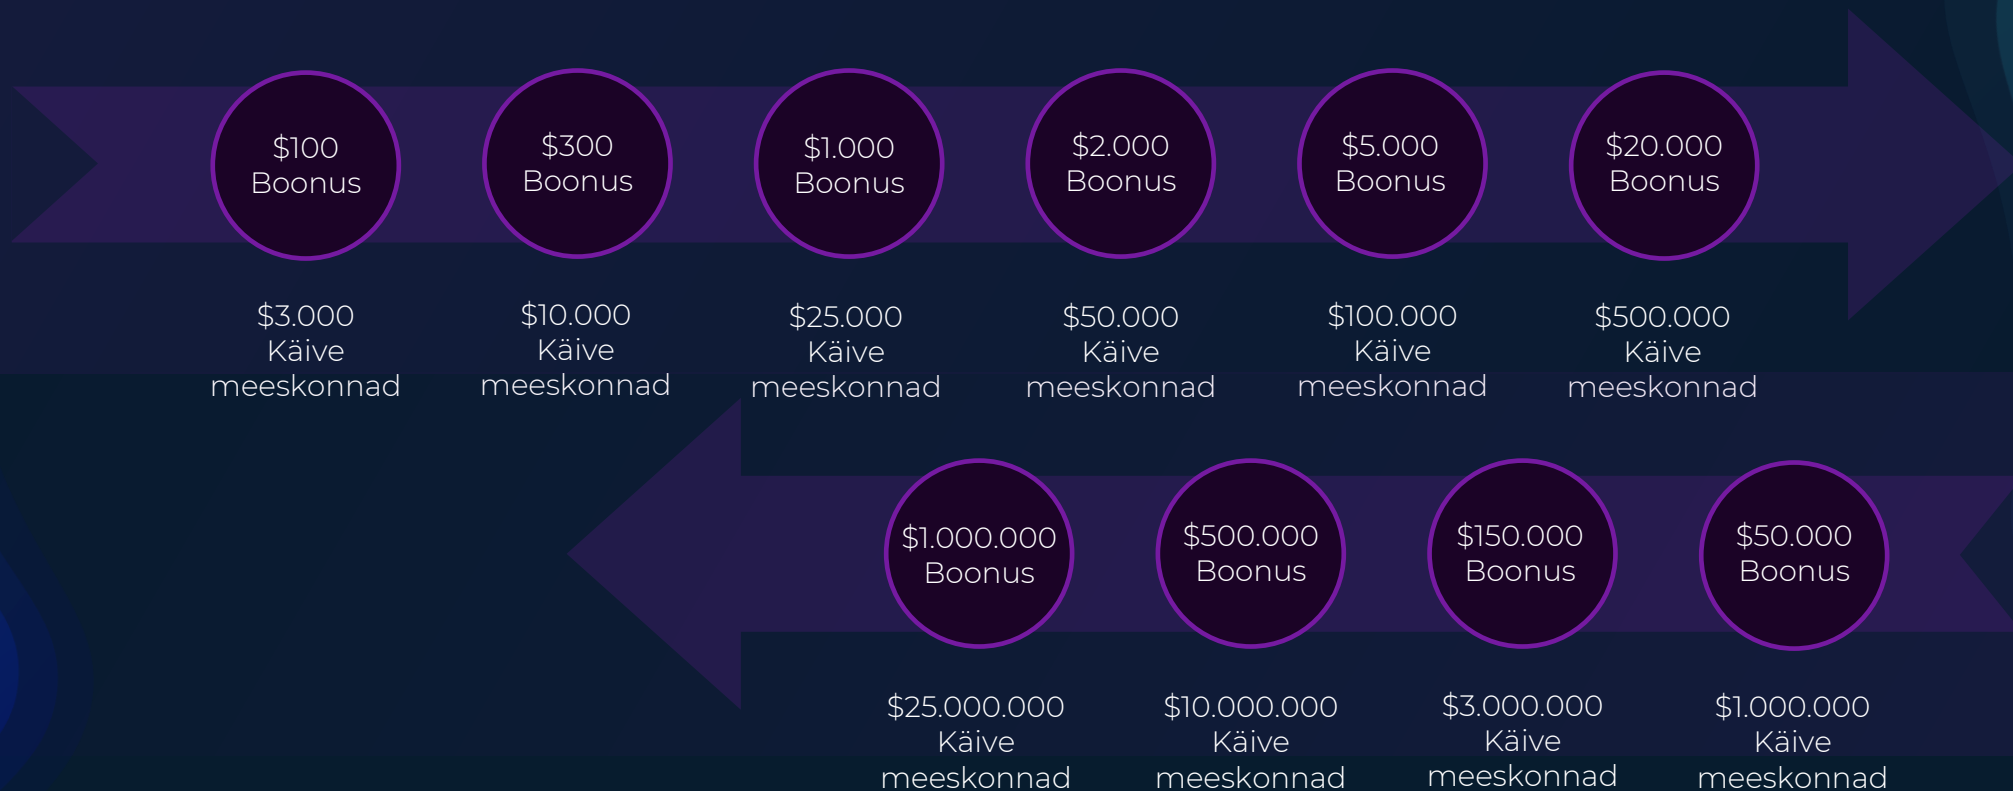 $100
Boonus
$3.000
Käive
meeskonnad
$300
Boonus
$10.000
Käive
meeskonnad
$1.000
Boonus
$25.000
Käive
meeskonnad
$2.000
Boonus
$50.000
Käive
meeskonnad
$5.000
Boonus
$100.000
Käive
meeskonnad
$20.000
Boonus
$500.000
Käive
meeskonnad
$1.000.000
Boonus
$25.000.000
Käive
meeskonnad
$500.000
Boonus
$10.000.000
Käive
meeskonnad
$150.000
Boonus
$3.000.000
Käive
meeskonnad
$50.000
Boonus
$1.000.000
Käive
meeskonnad